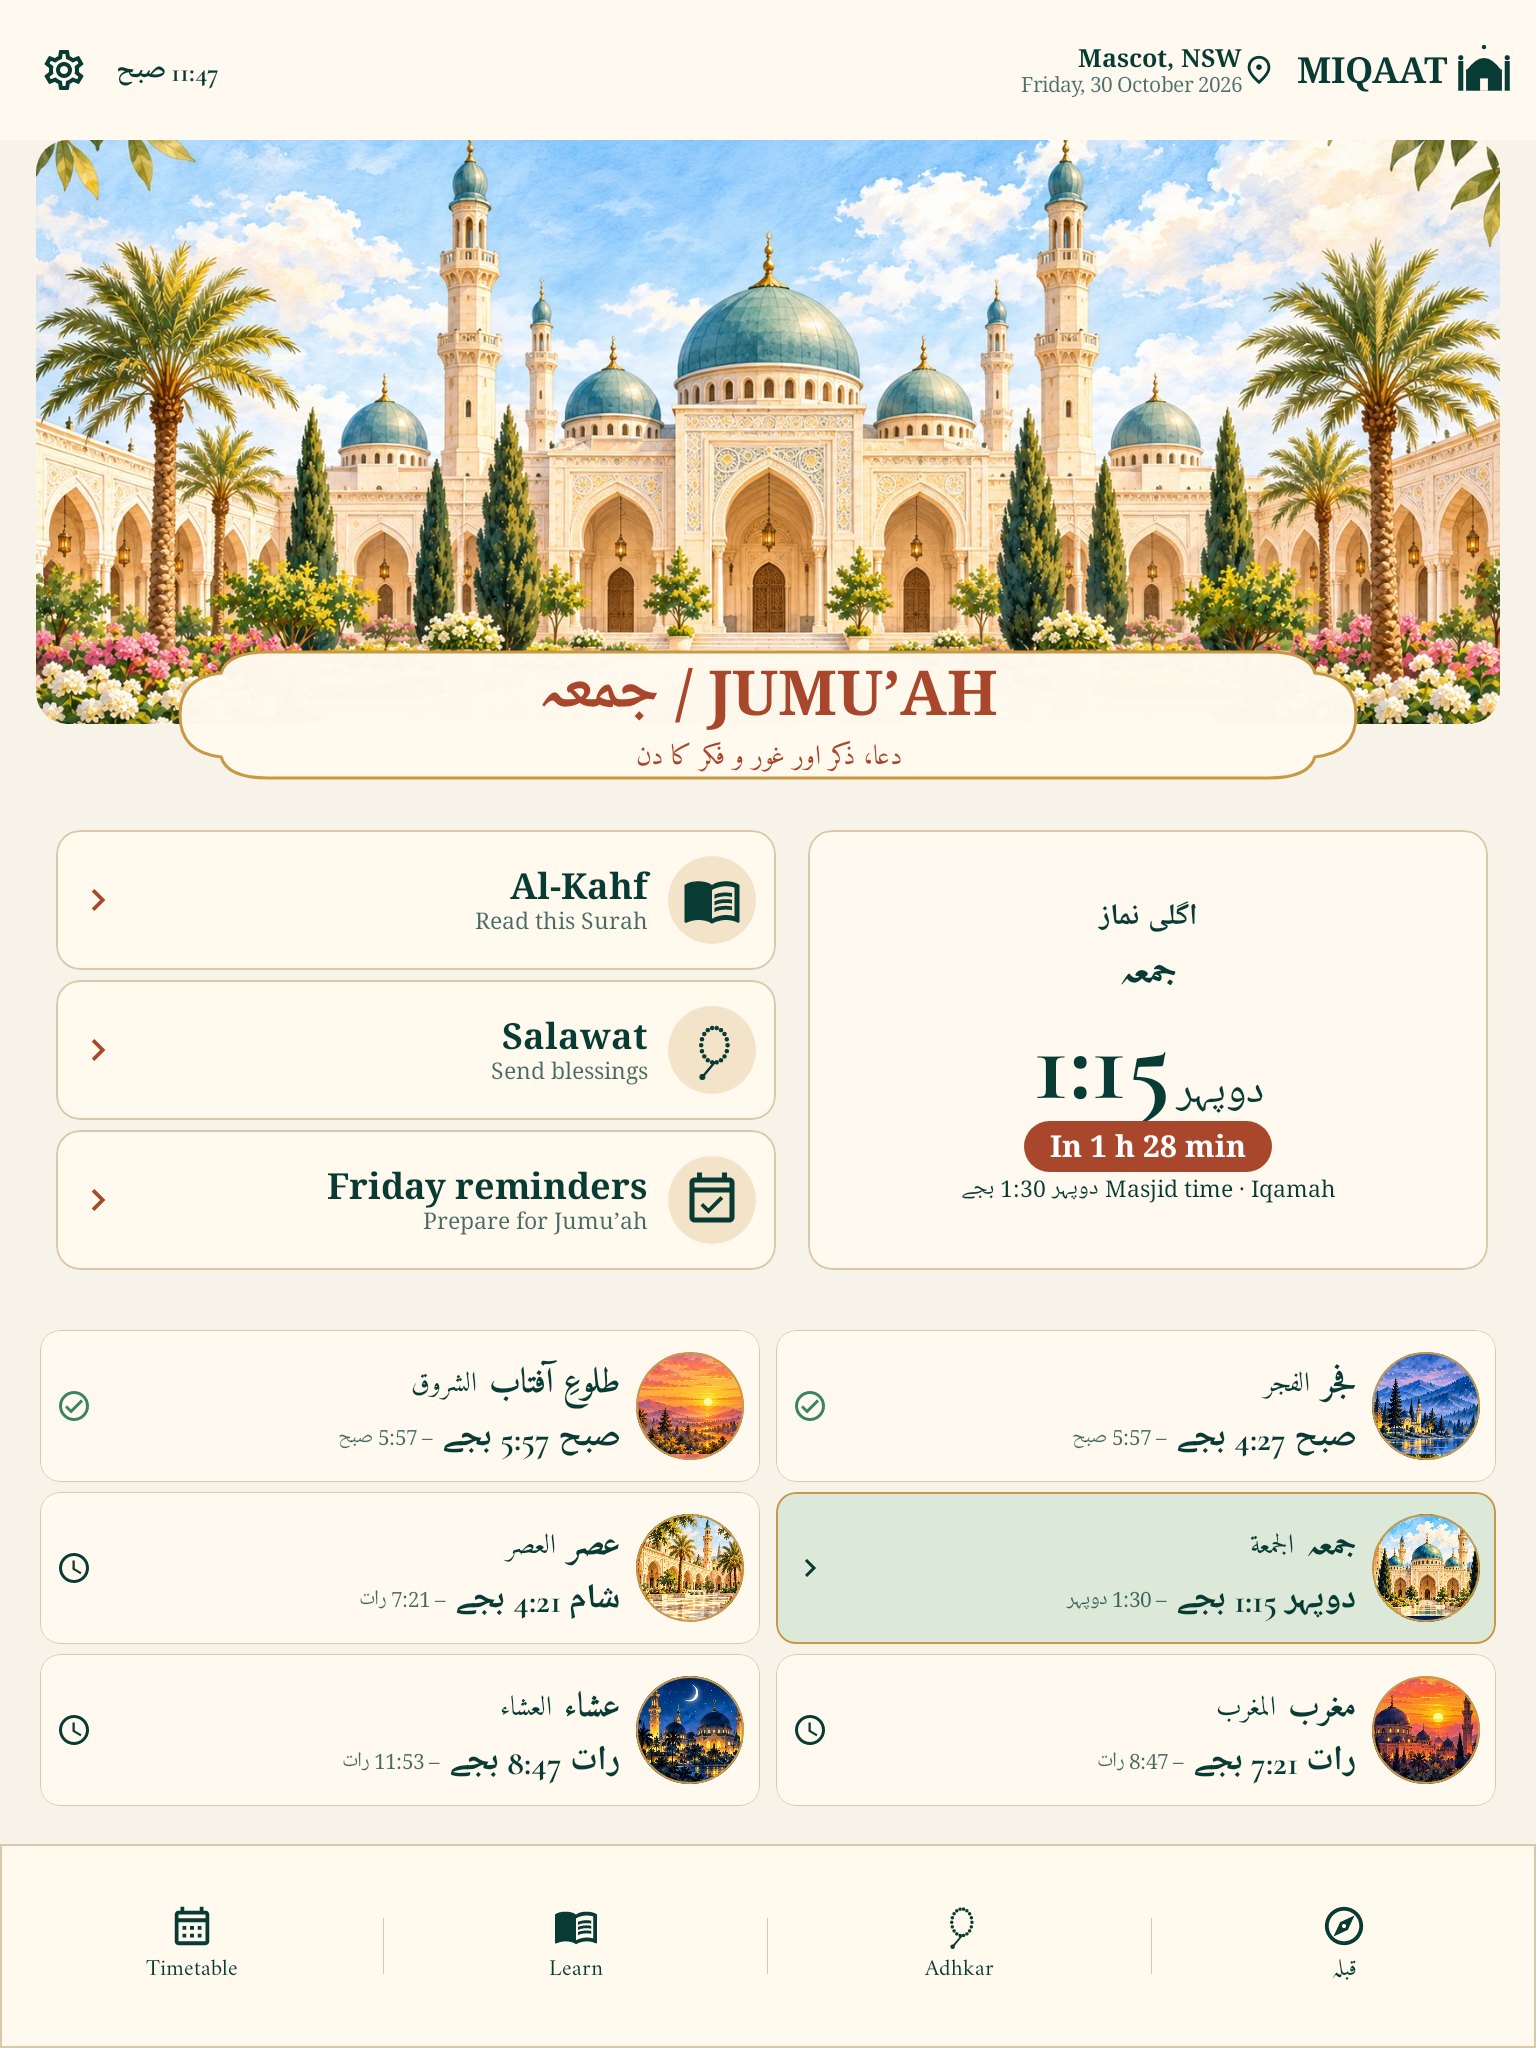 MIQAAT
Mascot, NSW
Friday, 30 October 2026
11:47 صبح
جمعہ / JUMU’AH
دعا، ذکر اور غور و فکر کا دن
اگلی نماز
جمعہ
1:15 دوپہر
In 1 h 28 min
Masjid time · Iqamah دوپہر 1:30 بجے
Al-Kahf
Read this Surah
Salawat
Send blessings
Friday reminders
Prepare for Jumu’ah
فجر الفجر
صبح 4:27 بجے – 5:57 صبح
طلوعِ آفتاب الشروق
صبح 5:57 بجے – 5:57 صبح
جمعہ الجمعة
دوپہر 1:15 بجے – 1:30 دوپہر
عصر العصر
شام 4:21 بجے – 7:21 رات
مغرب المغرب
رات 7:21 بجے – 8:47 رات
عشاء العشاء
رات 8:47 بجے – 11:53 رات
قبلہ
Adhkar
Learn
Timetable